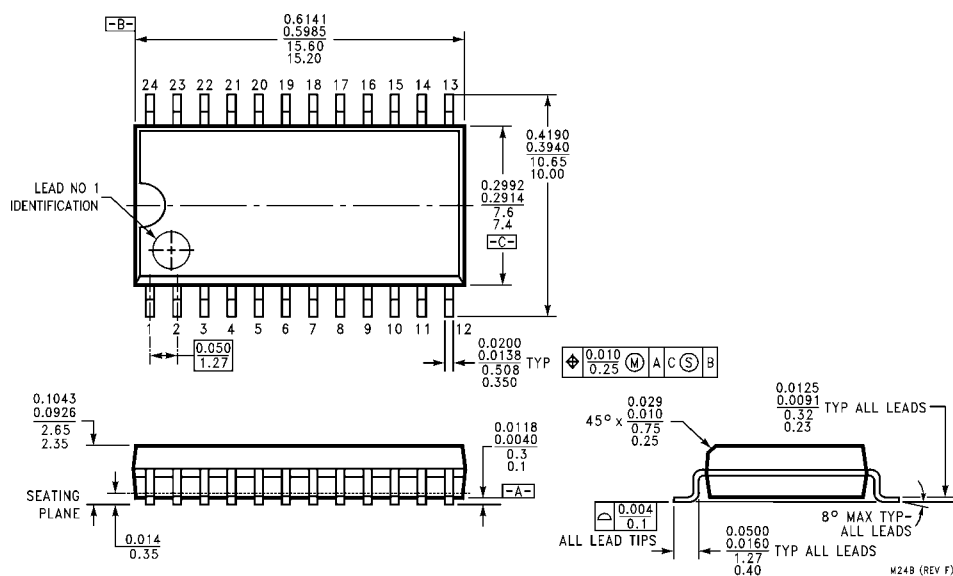 -B-
0.6141
0.5985
15.60
15.20
24 23 22 21 20 19 18 17 16 15 14 13
LEAD NO 1
IDENTIFICATION
0.4190
0.3940
10.65
10.00
0.2992
0.2914
7.6
7.4
-C-
1 2 3 4 5 6 7 8 9 10 11 12
0.050
1.27
0.0200
0.0138
0.508
0.350
TYP
⌖ 0.010
0.25
Ⓜ A C Ⓢ B
0.1043
0.0926
2.65
2.35
SEATING
PLANE
0.014
0.35
0.0118
0.0040
0.3
0.1
-A-
45° x
0.029
0.010
0.75
0.25
0.0125
0.0091
0.32
0.23
TYP ALL LEADS
0.004
0.1
ALL LEAD TIPS
0.0500
0.0160
1.27
0.40
TYP ALL LEADS
8° MAX TYP-
ALL LEADS
M24B (REV F)